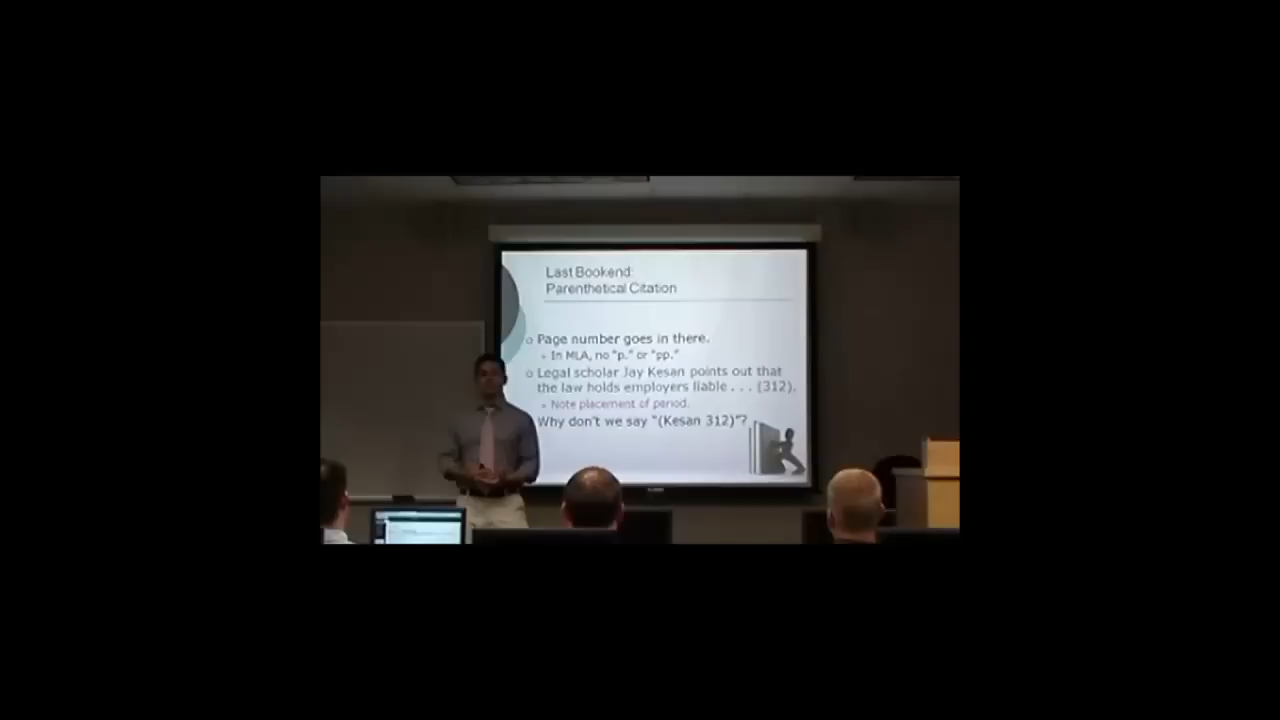 Last Bookend:
Parenthetical Citation
Page number goes in there.
In MLA, no "p." or "pp."
Legal scholar Jay Kesan points out that
the law holds employers liable . . . (312).
Note placement of period.
Why don't we say "(Kesan 312)"?